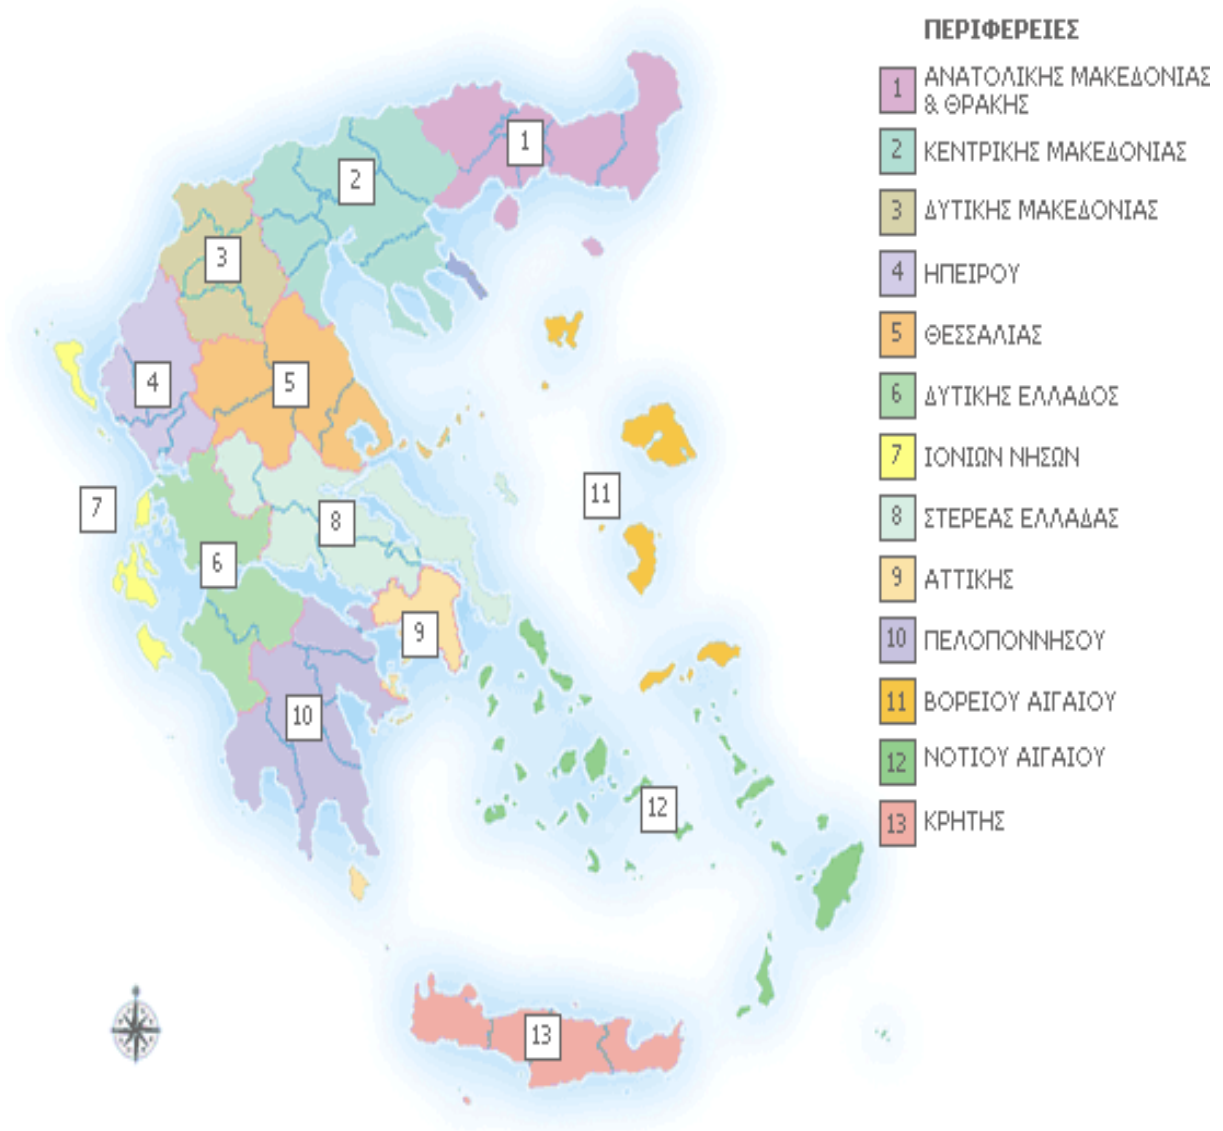 ΠΕΡΙΦΕΡΕΙΕΣ
1 ΑΝΑΤΟΛΙΚΗΣ ΜΑΚΕΔΟΝΙΑΣ
& ΘΡΑΚΗΣ
2 ΚΕΝΤΡΙΚΗΣ ΜΑΚΕΔΟΝΙΑΣ
3 ΔΥΤΙΚΗΣ ΜΑΚΕΔΟΝΙΑΣ
4 ΗΠΕΙΡΟΥ
5 ΘΕΣΣΑΛΙΑΣ
6 ΔΥΤΙΚΗΣ ΕΛΛΑΔΟΣ
7 ΙΟΝΙΩΝ ΝΗΣΩΝ
8 ΣΤΕΡΕΑΣ ΕΛΛΑΔΑΣ
9 ΑΤΤΙΚΗΣ
10 ΠΕΛΟΠΟΝΝΗΣΟΥ
11 ΒΟΡΕΙΟΥ ΑΙΓΑΙΟΥ
12 ΝΟΤΙΟΥ ΑΙΓΑΙΟΥ
13 ΚΡΗΤΗΣ
1
2
3
4
5
11
7
8
6
9
10
12
13